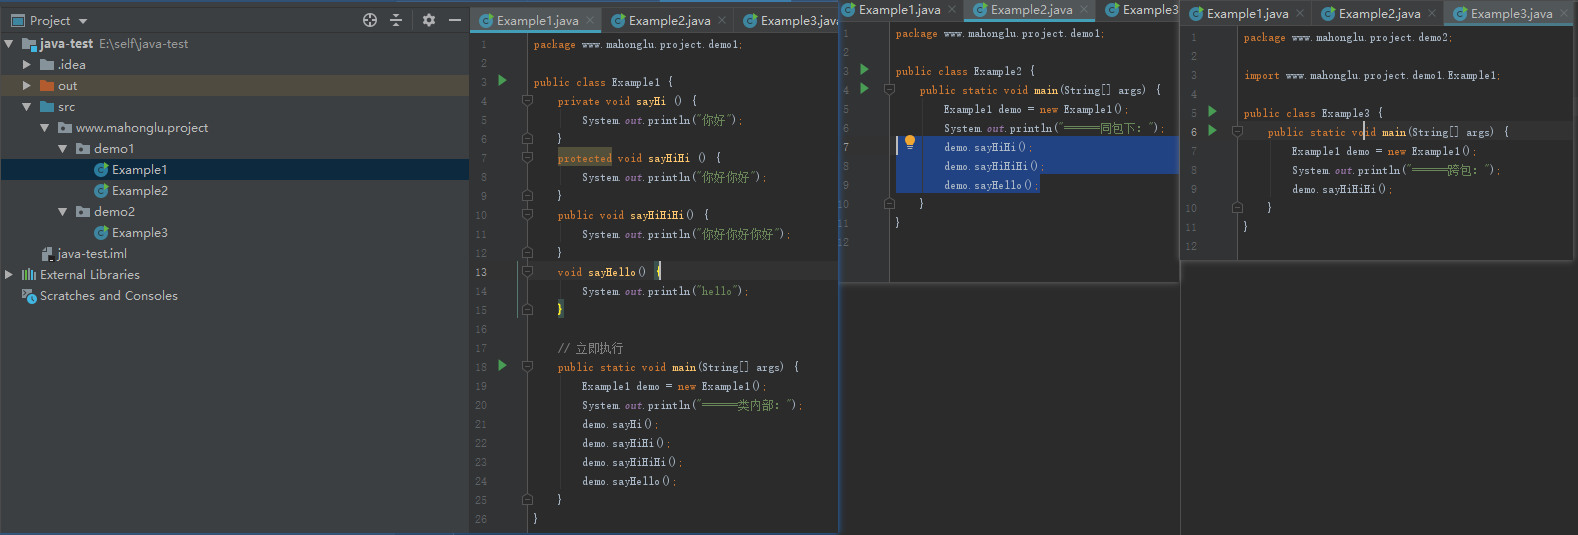 Project
java-test E:\self\java-test
.idea
out
src
www.mahonglu.project
demo1
Example1
Example2
demo2
Example3
java-test.iml
External Libraries
Scratches and Consoles
Example1.java
Example2.java
Example3.java
1 package www.mahonglu.project.demo1;
2
3 public class Example1 {
4 private void sayHi () {
5 System.out.println("你好");
6 }
7 protected void sayHiHi () {
8 System.out.println("你好你好");
9 }
10 public void sayHiHiHi() {
11 System.out.println("你好你好你好");
12 }
13 void sayHello() {
14 System.out.println("hello");
15 }
16
17 // 立即执行
18 public static void main(String[] args) {
19 Example1 demo = new Example1();
20 System.out.println("=====类内部: ");
21 demo.sayHi();
22 demo.sayHiHi();
23 demo.sayHiHiHi();
24 demo.sayHello();
25 }
26 }
Example1.java
Example2.java
Example3
1 package www.mahonglu.project.demo1;
2
3 public class Example2 {
4 public static void main(String[] args) {
5 Example1 demo = new Example1();
6 System.out.println("=====同包下: ");
7 demo.sayHiHi();
8 demo.sayHiHiHi();
9 demo.sayHello();
10 }
11 }
12
Example1.java
Example2.java
Example3.java
1 package www.mahonglu.project.demo2;
2
3 import www.mahonglu.project.demo1.Example1;
4
5 public class Example3 {
6 public static void main(String[] args) {
7 Example1 demo = new Example1();
8 System.out.println("=====跨包: ");
9 demo.sayHiHiHi();
10 }
11 }
12